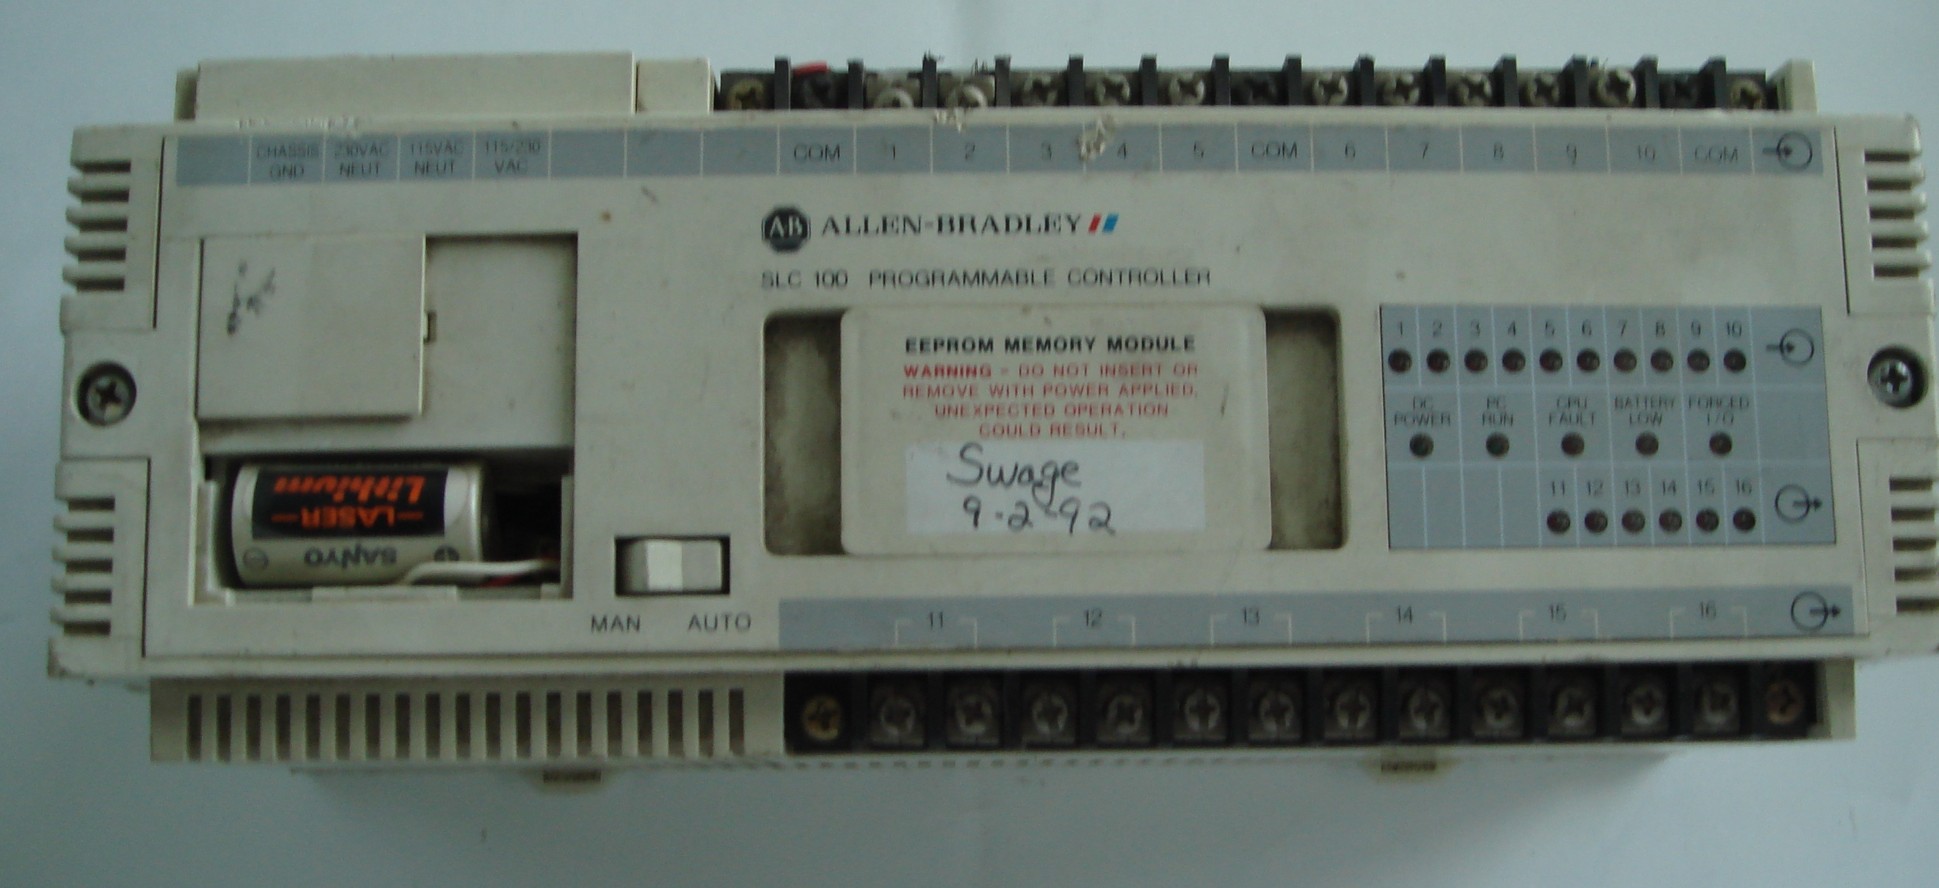 CHASSIS GND 230VAC NEUT 115VAC NEUT 115/230 VAC COM 1 2 3 4 5 COM 6 7 8 9 10 COM
AB ALLEN-BRADLEY
SLC 100 PROGRAMMABLE CONTROLLER
EEPROM MEMORY MODULE
WARNING - DO NOT INSERT OR
REMOVE WITH POWER APPLIED,
UNEXPECTED OPERATION
COULD RESULT.
Swage
9-2-92
1 2 3 4 5 6 7 8 9 10
DC POWER PC RUN CPU FAULT BATTERY LOW FORCED I/O
11 12 13 14 15 16
Lithium
LASER
SANYO
MAN AUTO
11 12 13 14 15 16